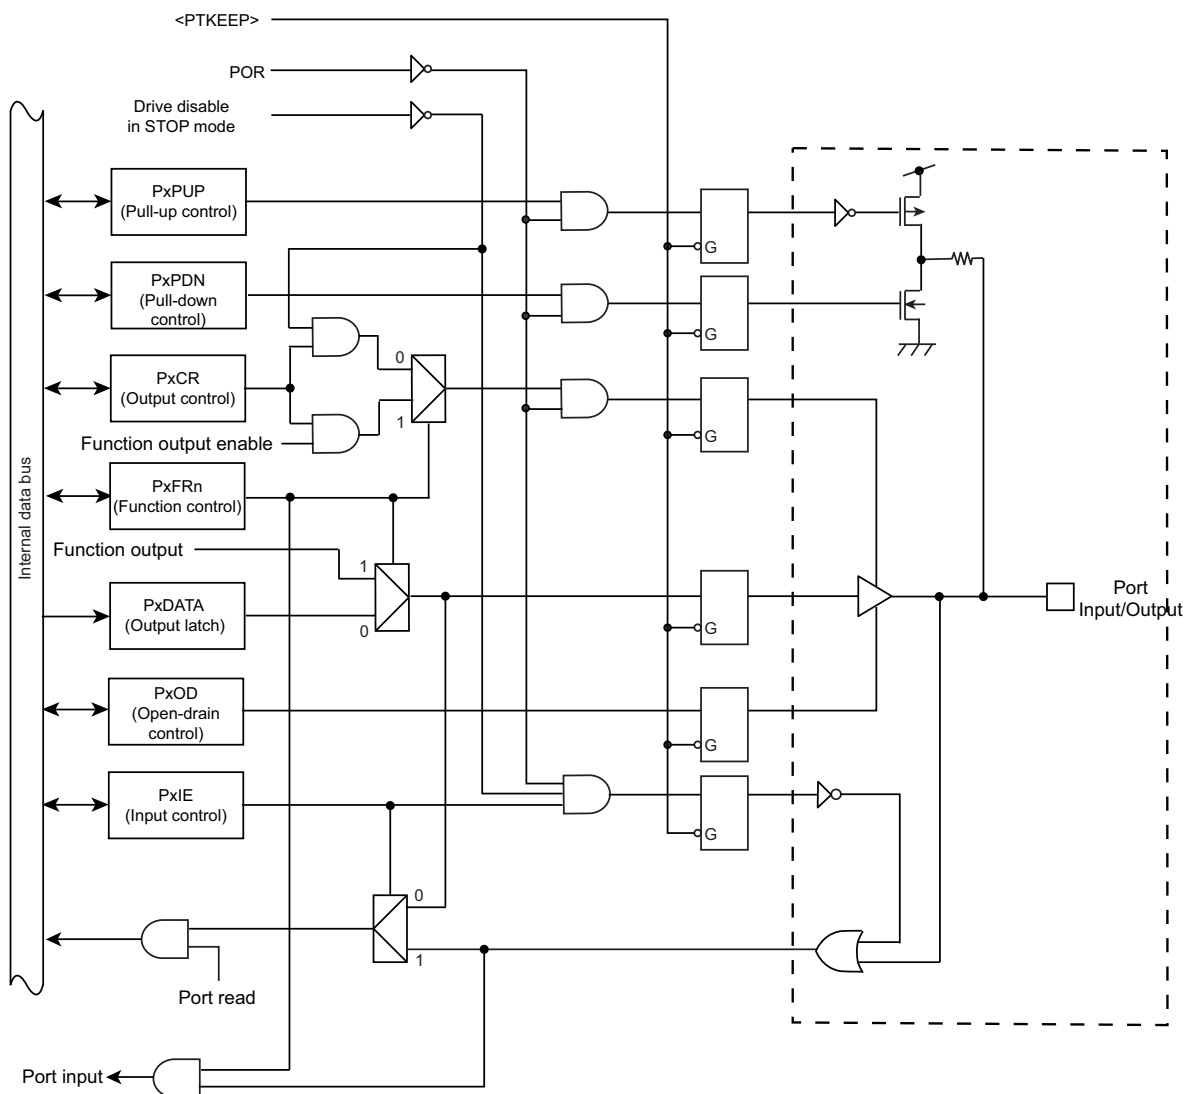 <PTKEEP>
POR
Drive disable
in STOP mode
PxPUP
(Pull-up control)
G
PxPDN
(Pull-down
control)
G
0
PxCR
(Output control)
1
G
Function output enable
Internal data bus
PxFRn
(Function control)
Function output
1
PxDATA
(Output latch)
0
G
Port
Input/Output
PxOD
(Open-drain
control)
G
PxIE
(Input control)
G
0
1
Port read
Port input